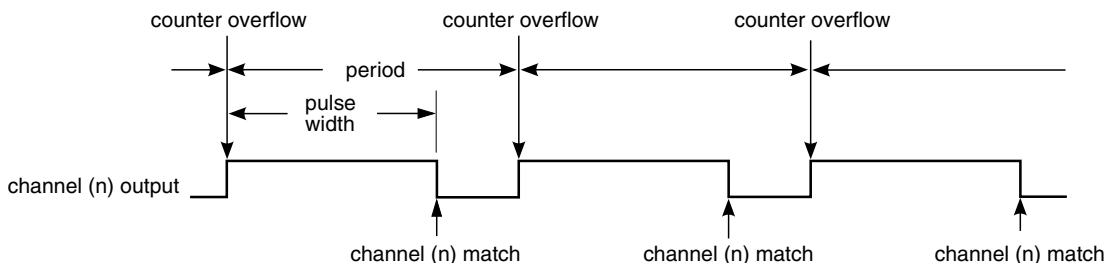 counter overflow
counter overflow
counter overflow
period
pulse
width
channel (n) output
channel (n) match
channel (n) match
channel (n) match